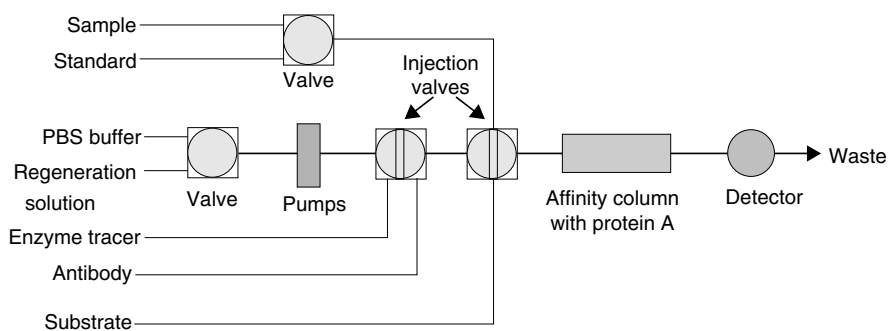 Sample
Standard
Valve
Injection
valves
PBS buffer
Regeneration
solution
Valve
Pumps
Affinity column
with protein A
Detector
Waste
Enzyme tracer
Antibody
Substrate